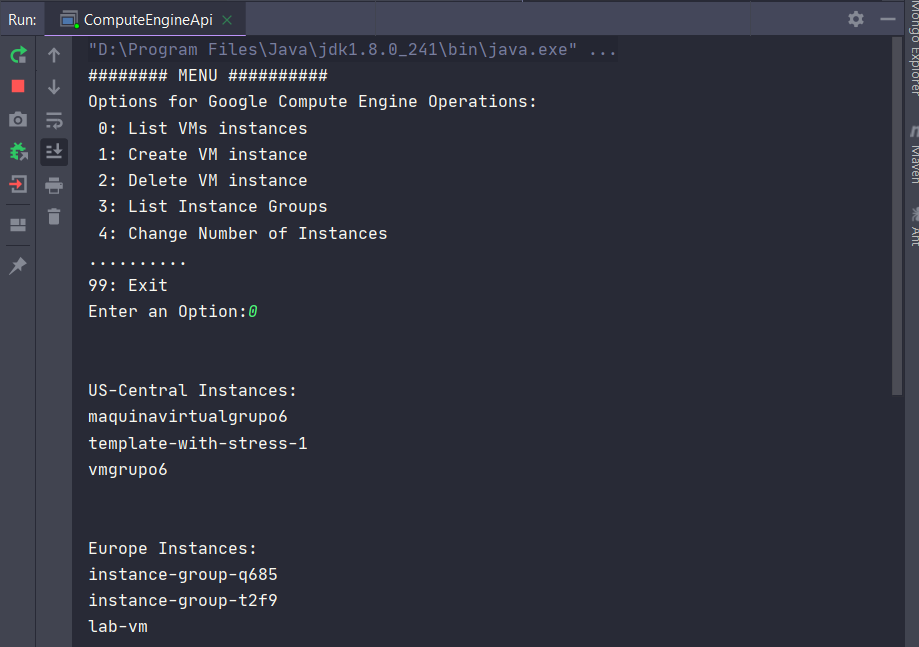 Run: ComputeEngineApi
"D:\Program Files\Java\jdk1.8.0_241\bin\java.exe" ...
######## MENU ##########
Options for Google Compute Engine Operations:
0: List VMs instances
1: Create VM instance
2: Delete VM instance
3: List Instance Groups
4: Change Number of Instances
..........
99: Exit
Enter an Option:0
US-Central Instances:
maquinavirtualgrupo6
template-with-stress-1
vmgrupo6
Europe Instances:
instance-group-q685
instance-group-t2f9
lab-vm
Mongo Explorer
Maven
Ant